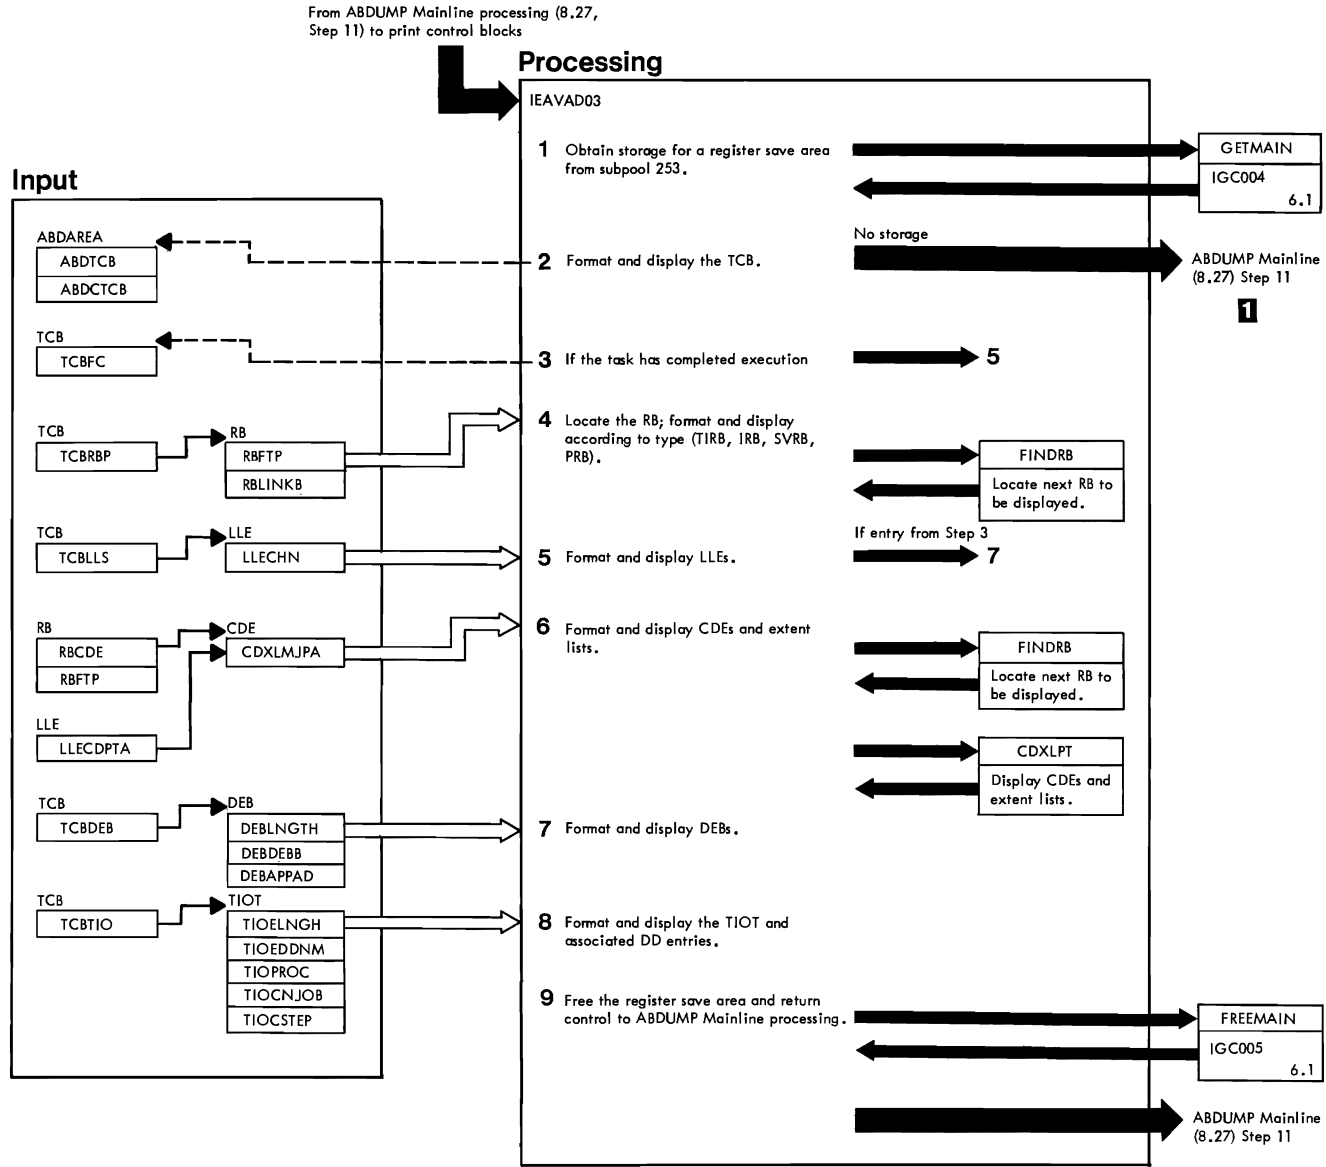 From ABDUMP Mainline processing (8.27,
Step 11) to print control blocks
Processing
IEAVAD03
1 Obtain storage for a register save area
from subpool 253.
GETMAIN
IGC004
6.1
Input
ABDAREA
ABDTCB
ABDCTCB
No storage
2 Format and display the TCB.
ABDUMP Mainline
(8.27) Step 11
1
TCB
TCBFC
3 If the task has completed execution
5
4 Locate the RB; format and display
according to type (TIRB, IRB, SVRB,
PRB).
TCB
TCBRBP
RB
RBFTP
RBLINKB
FINDRB
Locate next RB to
be displayed.
TCB
TCBLLS
LLE
LLECHN
If entry from Step 3
5 Format and display LLEs.
7
RB
RBCDE
RBFTP
CDE
CDXLMJPA
6 Format and display CDEs and extent
lists.
FINDRB
Locate next RB to
be displayed.
LLE
LLECDPTA
CDXLPT
Display CDEs and
extent lists.
TCB
TCBDEB
DEB
DEBLNGTH
DEBDEBB
DEBAPPAD
7 Format and display DEBs.
TCB
TCBTIO
TIOT
TIOELNGH
TIOEDDNM
TIOPROC
TIOCNJOB
TIOCSTEP
8 Format and display the TIOT and
associated DD entries.
9 Free the register save area and return
control to ABDUMP Mainline processing.
FREEMAIN
IGC005
6.1
ABDUMP Mainline
(8.27) Step 11